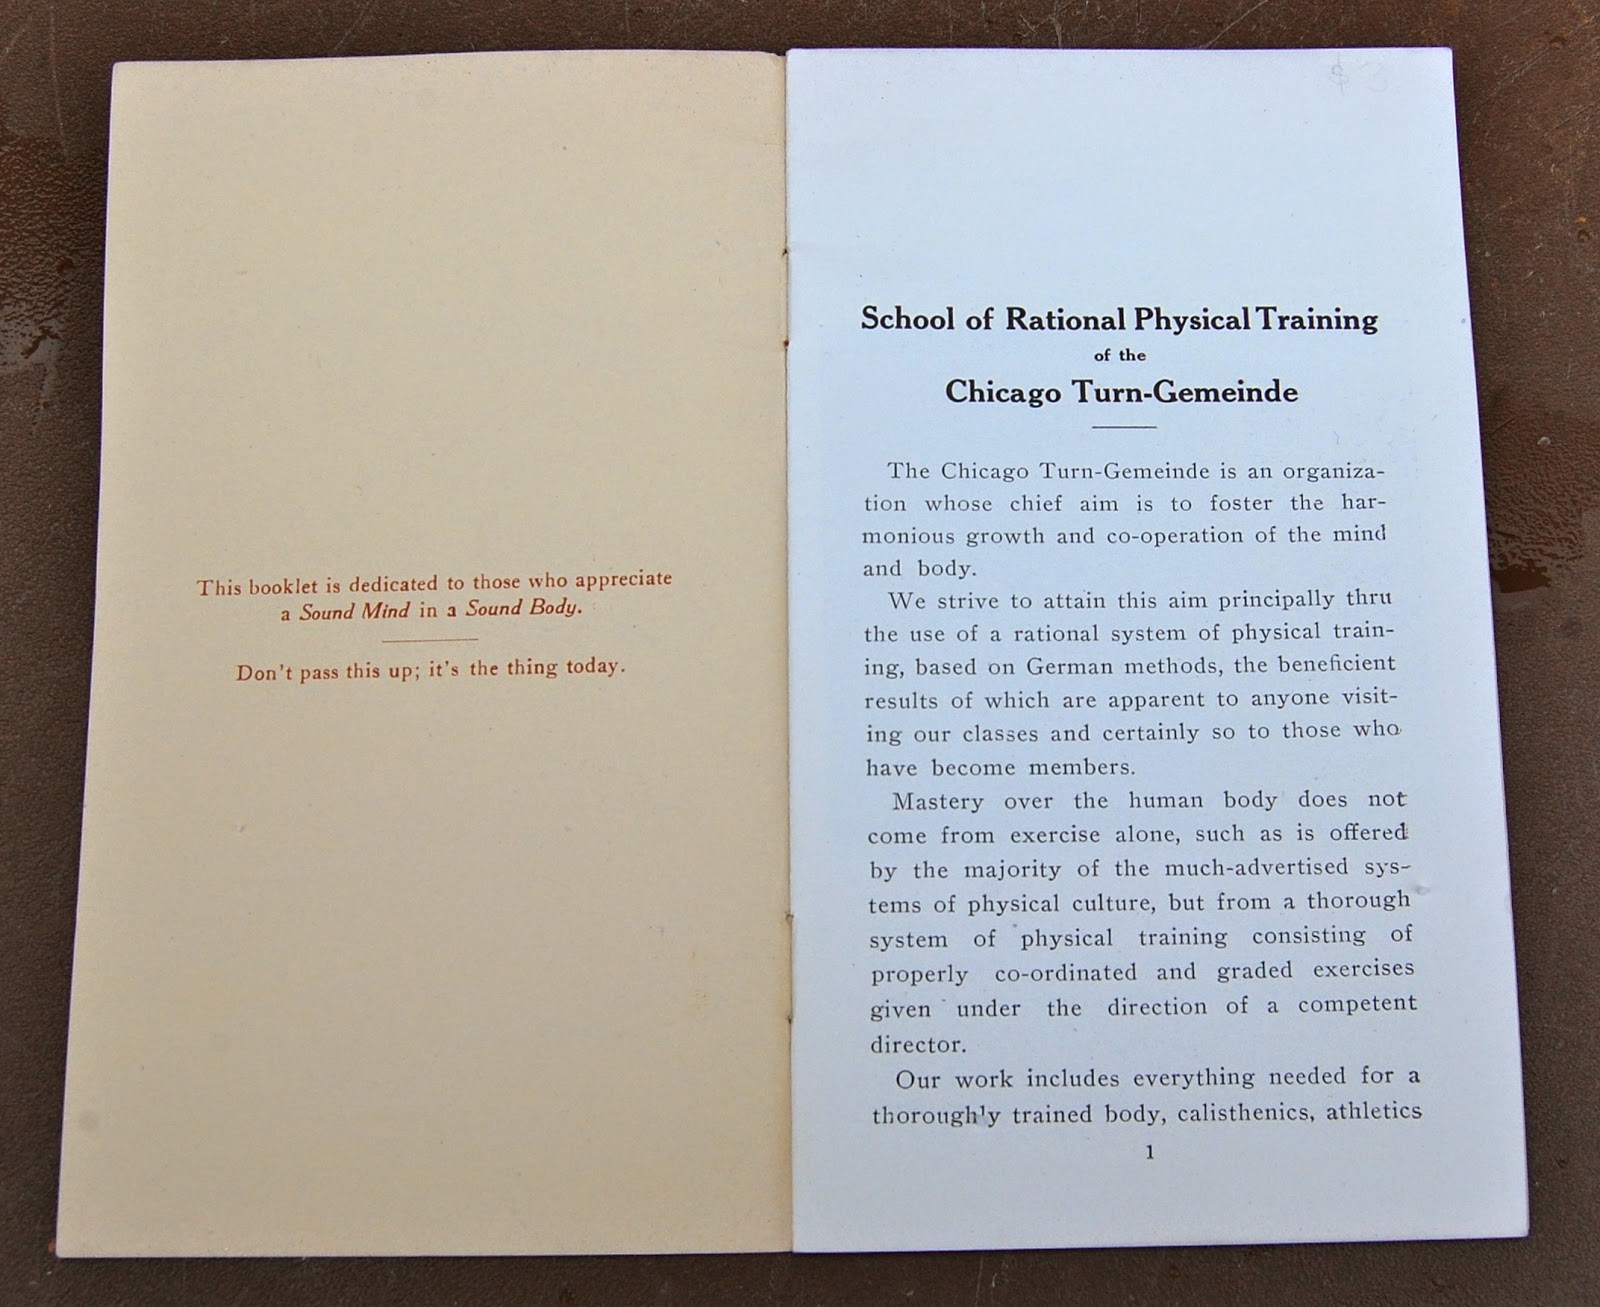 This booklet is dedicated to those who appreciate
a Sound Mind in a Sound Body.
Don't pass this up; it's the thing today.
$ 3
School of Rational Physical Training
of the
Chicago Turn-Gemeinde
The Chicago Turn-Gemeinde is an organiza-
tion whose chief aim is to foster the har-
monious growth and co-operation of the mind
and body.
We strive to attain this aim principally thru
the use of a rational system of physical train-
ing, based on German methods, the beneficient
results of which are apparent to anyone visit-
ing our classes and certainly so to those who
have become members.
Mastery over the human body does not
come from exercise alone, such as is offered
by the majority of the much-advertised sys-
tems of physical culture, but from a thorough
system of physical training consisting of
properly co-ordinated and graded exercises
given under the direction of a competent
director.
Our work includes everything needed for a
thoroughly trained body, calisthenics, athletics
1